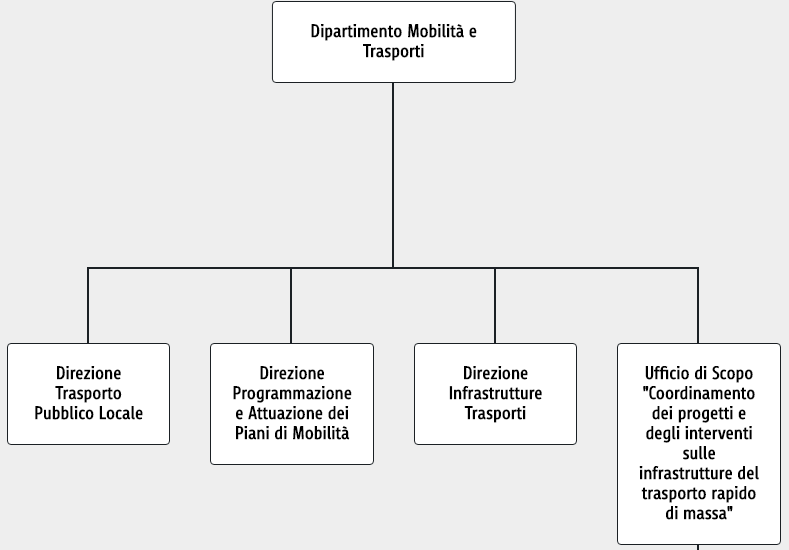 Dipartimento Mobilità e
Trasporti
Direzione
Trasporto
Pubblico Locale
Direzione
Programmazione
e Attuazione dei
Piani di Mobilità
Direzione
Infrastrutture
Trasporti
Ufficio di Scopo
"Coordinamento
dei progetti e
degli interventi
sulle
infrastrutture del
trasporto rapido
di massa"